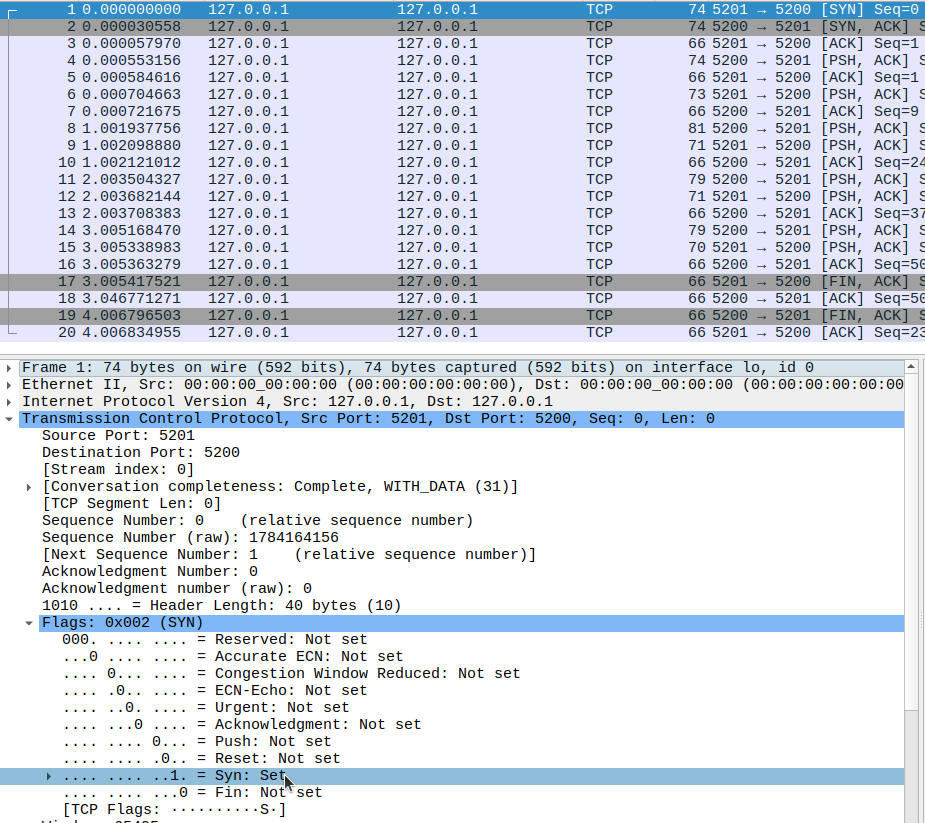 1 0.000000000 127.0.0.1 127.0.0.1 TCP 74 5201 → 5200 [SYN] Seq=0
2 0.000030558 127.0.0.1 127.0.0.1 TCP 74 5200 → 5201 [SYN, ACK] S
3 0.000057970 127.0.0.1 127.0.0.1 TCP 66 5201 → 5200 [ACK] Seq=1
4 0.000553156 127.0.0.1 127.0.0.1 TCP 74 5200 → 5201 [PSH, ACK] S
5 0.000584616 127.0.0.1 127.0.0.1 TCP 66 5201 → 5200 [ACK] Seq=1
6 0.000704663 127.0.0.1 127.0.0.1 TCP 73 5201 → 5200 [PSH, ACK] S
7 0.000721675 127.0.0.1 127.0.0.1 TCP 66 5200 → 5201 [ACK] Seq=9
8 1.001937756 127.0.0.1 127.0.0.1 TCP 81 5200 → 5201 [PSH, ACK] S
9 1.002098880 127.0.0.1 127.0.0.1 TCP 71 5201 → 5200 [PSH, ACK] S
10 1.002121012 127.0.0.1 127.0.0.1 TCP 66 5200 → 5201 [ACK] Seq=24
11 2.003504327 127.0.0.1 127.0.0.1 TCP 79 5200 → 5201 [PSH, ACK] S
12 2.003682144 127.0.0.1 127.0.0.1 TCP 71 5201 → 5200 [PSH, ACK] S
13 2.003708383 127.0.0.1 127.0.0.1 TCP 66 5200 → 5201 [ACK] Seq=37
14 3.005168470 127.0.0.1 127.0.0.1 TCP 79 5200 → 5201 [PSH, ACK] S
15 3.005338983 127.0.0.1 127.0.0.1 TCP 70 5201 → 5200 [PSH, ACK] S
16 3.005363279 127.0.0.1 127.0.0.1 TCP 66 5200 → 5201 [ACK] Seq=50
17 3.005417521 127.0.0.1 127.0.0.1 TCP 66 5201 → 5200 [FIN, ACK] S
18 3.046771271 127.0.0.1 127.0.0.1 TCP 66 5200 → 5201 [ACK] Seq=50
19 4.006796503 127.0.0.1 127.0.0.1 TCP 66 5200 → 5201 [FIN, ACK] S
20 4.006834955 127.0.0.1 127.0.0.1 TCP 66 5201 → 5200 [ACK] Seq=23
Frame 1: 74 bytes on wire (592 bits), 74 bytes captured (592 bits) on interface lo, id 0
Ethernet II, Src: 00:00:00_00:00:00 (00:00:00:00:00:00), Dst: 00:00:00_00:00:00 (00:00:00:00:00:00
Internet Protocol Version 4, Src: 127.0.0.1, Dst: 127.0.0.1
Transmission Control Protocol, Src Port: 5201, Dst Port: 5200, Seq: 0, Len: 0
Source Port: 5201
Destination Port: 5200
[Stream index: 0]
[Conversation completeness: Complete, WITH_DATA (31)]
[TCP Segment Len: 0]
Sequence Number: 0 (relative sequence number)
Sequence Number (raw): 1784164156
[Next Sequence Number: 1 (relative sequence number)]
Acknowledgment Number: 0
Acknowledgment number (raw): 0
1010 .... = Header Length: 40 bytes (10)
Flags: 0x002 (SYN)
000. .... .... = Reserved: Not set
...0 .... .... = Accurate ECN: Not set
.... 0... .... = Congestion Window Reduced: Not set
.... .0.. .... = ECN-Echo: Not set
.... ..0. .... = Urgent: Not set
.... ...0 .... = Acknowledgment: Not set
.... .... 0... = Push: Not set
.... .... .0.. = Reset: Not set
.... .... ..1. = Syn: Set
.... .... ...0 = Fin: Not set
[TCP Flags: ··········S·]